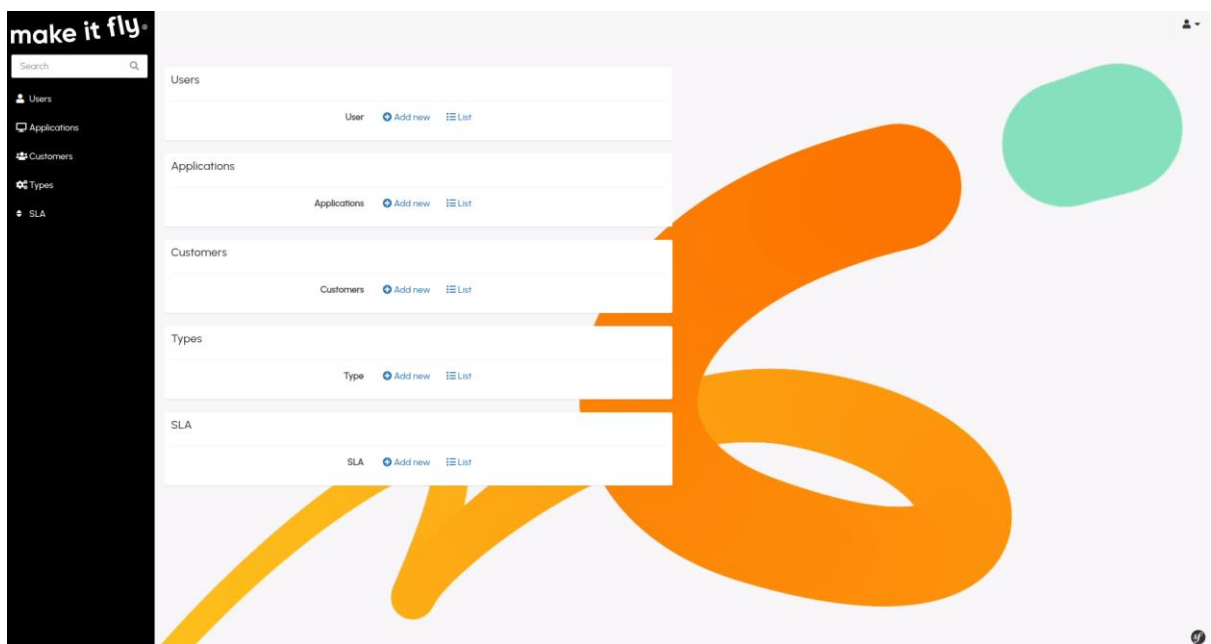 make it fly
Search
Users
Applications
Customers
Types
SLA
Users
User Add new List
Applications
Applications Add new List
Customers
Customers Add new List
Types
Type Add new List
SLA
SLA Add new List
sf